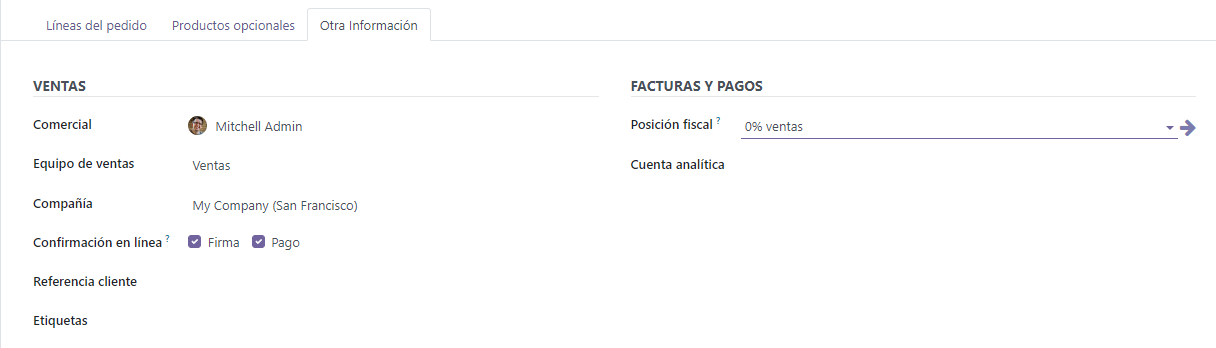 Líneas del pedido
Productos opcionales
Otra Información
VENTAS
Comercial
Mitchell Admin
Equipo de ventas
Ventas
Compañía
My Company (San Francisco)
Confirmación en línea ?
Firma
Pago
Referencia cliente
Etiquetas
FACTURAS Y PAGOS
Posición fiscal ?
0% ventas
Cuenta analítica